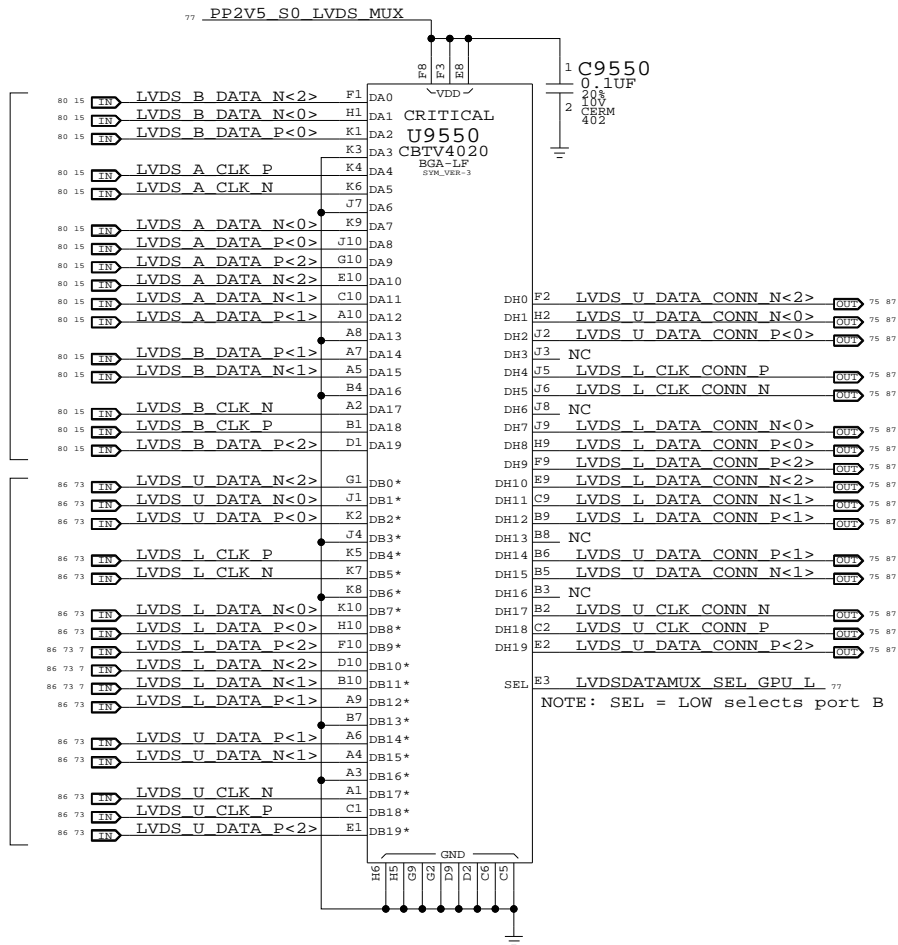 77 PP2V5_S0_LVDS_MUX
F8 F3 E8
VDD
1 C9550
0.1UF
20%
10V
2 CERM
402
CRITICAL
U9550
CBTV4020
BGA-LF
SYM_VER-3
80 15 IN LVDS_B_DATA_N<2> F1 DA0
80 15 IN LVDS_B_DATA_N<0> H1 DA1
80 15 IN LVDS_B_DATA_P<0> K1 DA2
K3 DA3
80 15 IN LVDS_A_CLK_P K4 DA4
80 15 IN LVDS_A_CLK_N K6 DA5
J7 DA6
80 15 IN LVDS_A_DATA_N<0> K9 DA7
80 15 IN LVDS_A_DATA_P<0> J10 DA8
80 15 IN LVDS_A_DATA_P<2> G10 DA9
80 15 IN LVDS_A_DATA_N<2> E10 DA10
80 15 IN LVDS_A_DATA_N<1> C10 DA11
80 15 IN LVDS_A_DATA_P<1> A10 DA12
A8 DA13
80 15 IN LVDS_B_DATA_P<1> A7 DA14
80 15 IN LVDS_B_DATA_N<1> A5 DA15
B4 DA16
80 15 IN LVDS_B_CLK_N A2 DA17
80 15 IN LVDS_B_CLK_P B1 DA18
80 15 IN LVDS_B_DATA_P<2> D1 DA19
86 73 IN LVDS_U_DATA_N<2> G1 DB0*
86 73 IN LVDS_U_DATA_N<0> J1 DB1*
86 73 IN LVDS_U_DATA_P<0> K2 DB2*
J4 DB3*
86 73 IN LVDS_L_CLK_P K5 DB4*
86 73 IN LVDS_L_CLK_N K7 DB5*
K8 DB6*
86 73 IN LVDS_L_DATA_N<0> K10 DB7*
86 73 IN LVDS_L_DATA_P<0> H10 DB8*
86 73 7 IN LVDS_L_DATA_P<2> F10 DB9*
86 73 7 IN LVDS_L_DATA_N<2> D10 DB10*
86 73 7 IN LVDS_L_DATA_N<1> B10 DB11*
86 73 IN LVDS_L_DATA_P<1> A9 DB12*
B7 DB13*
86 73 IN LVDS_U_DATA_P<1> A6 DB14*
86 73 IN LVDS_U_DATA_N<1> A4 DB15*
A3 DB16*
86 73 IN LVDS_U_CLK_N A1 DB17*
86 73 IN LVDS_U_CLK_P C1 DB18*
86 73 IN LVDS_U_DATA_P<2> E1 DB19*
DH0 F2 LVDS_U_DATA_CONN_N<2> OUT 75 87
DH1 H2 LVDS_U_DATA_CONN_N<0> OUT 75 87
DH2 J2 LVDS_U_DATA_CONN_P<0> OUT 75 87
DH3 J3 NC
DH4 J5 LVDS_L_CLK_CONN_P OUT 75 87
DH5 J6 LVDS_L_CLK_CONN_N OUT 75 87
DH6 J8 NC
DH7 J9 LVDS_L_DATA_CONN_N<0> OUT 75 87
DH8 H9 LVDS_L_DATA_CONN_P<0> OUT 75 87
DH9 F9 LVDS_L_DATA_CONN_P<2> OUT 75 87
DH10 E9 LVDS_L_DATA_CONN_N<2> OUT 75 87
DH11 C9 LVDS_L_DATA_CONN_N<1> OUT 75 87
DH12 B9 LVDS_L_DATA_CONN_P<1> OUT 75 87
DH13 B8 NC
DH14 B6 LVDS_U_DATA_CONN_P<1> OUT 75 87
DH15 B5 LVDS_U_DATA_CONN_N<1> OUT 75 87
DH16 B3 NC
DH17 B2 LVDS_U_CLK_CONN_N OUT 75 87
DH18 C2 LVDS_U_CLK_CONN_P OUT 75 87
DH19 E2 LVDS_U_DATA_CONN_P<2> OUT 75 87
SEL E3 LVDSDATAMUX_SEL_GPU_L 77
NOTE: SEL = LOW selects port B
GND
H6 H5 G9 G2 D9 D2 C6 C5